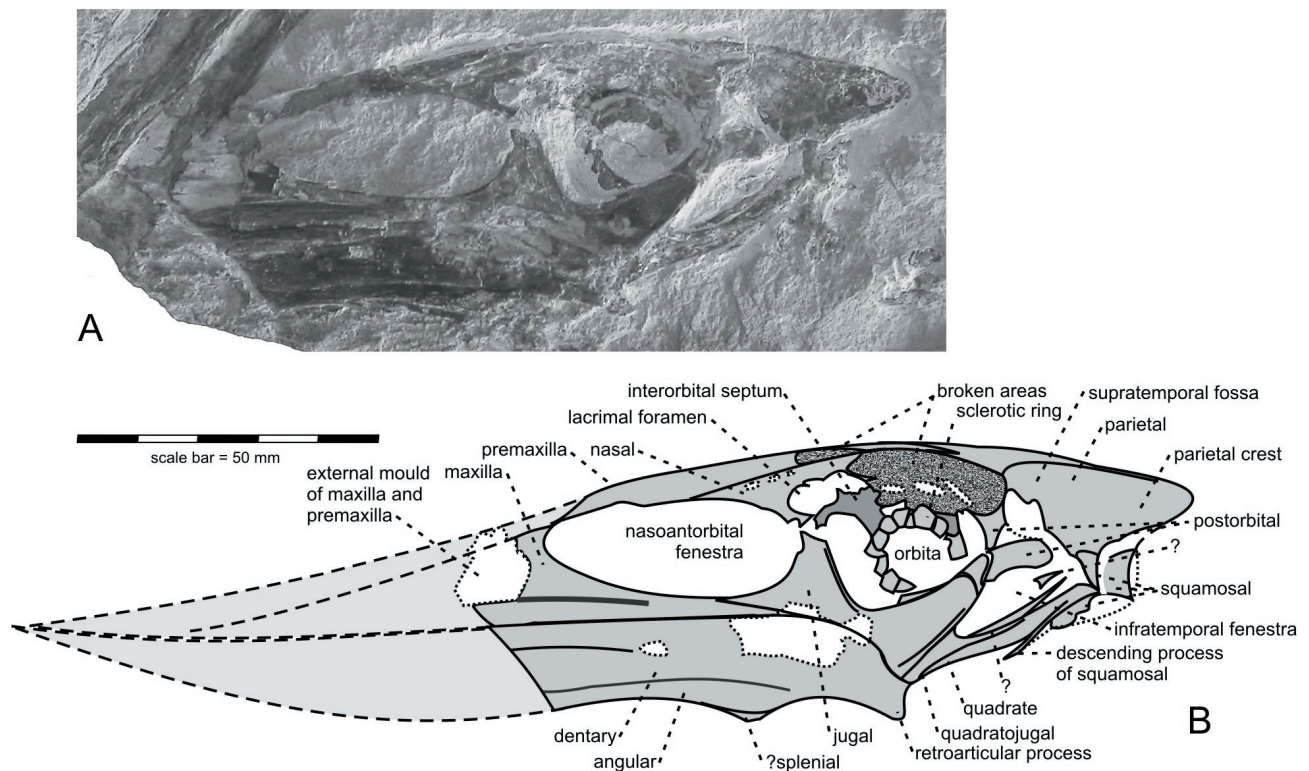 A
interorbital septum
broken areas
lacrimal foramen
sclerotic ring
supratemporal fossa
premaxilla
nasal
parietal
scale bar = 50 mm
external mould
of maxilla and
premaxilla
maxilla
parietal crest
nasoantorbital
fenestra
orbita
postorbital
?
squamosal
infratemporal fenestra
descending process
of squamosal
?
quadrate
B
dentary
jugal
quadratojugal
angular
?splenial
retroarticular process